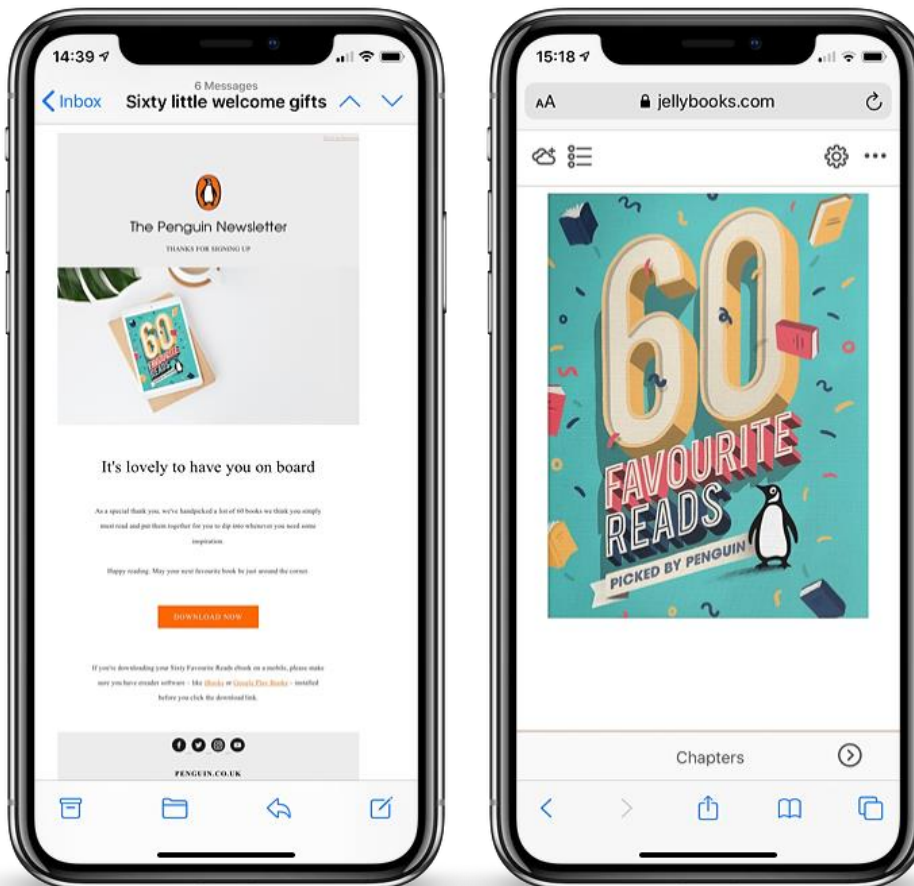 14:39
6 Messages
Inbox
Sixty little welcome gifts
The Penguin Newsletter
THANKS FOR SIGNING UP
60
FAVOURITE
READS
It's lovely to have you on board
As a special thank you, we've handpicked a list of 60 books we think you simply
must read and put them together for you to dip into whenever you need some
inspiration.
Happy reading. May your next favourite book be just around the corner.
DOWNLOAD NOW
If you're downloading your Sixty Favourite Reads ebook on a mobile, please make
sure you have ereader software – like iBooks or Google Play Books – installed
before you click the download link.
PENGUIN.CO.UK
15:18
AA
jellybooks.com
60
FAVOURITE
READS
PICKED BY PENGUIN
Chapters